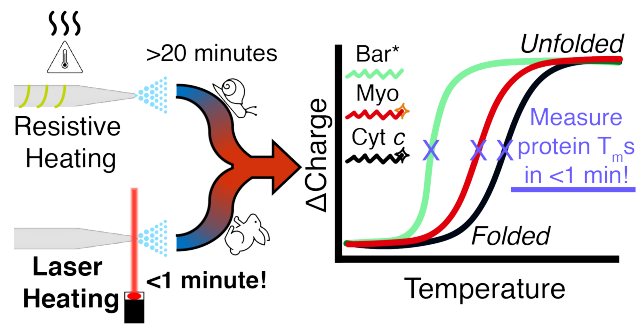 >20 minutes
Resistive
Heating
Laser
Heating
<1 minute!
ΔCharge
Bar*
Myo
Cyt c
Unfolded
Measure
protein Tms
in <1 min!
Folded
Temperature